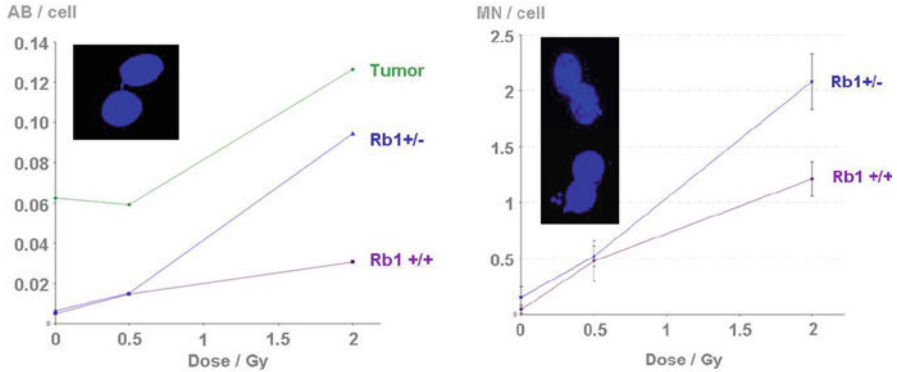 AB / cell
0.14
0.12
0.10
0.08
0.06
0.04
0.02
0
0
0.5
1
1.5
2
Dose / Gy
Tumor
Rb1+/-
Rb1 +/+
MN / cell
2.5
2
1.5
1
0.5
0
0
0.5
1
1.5
2
Dose / Gy
Rb1+/-
Rb1 +/+